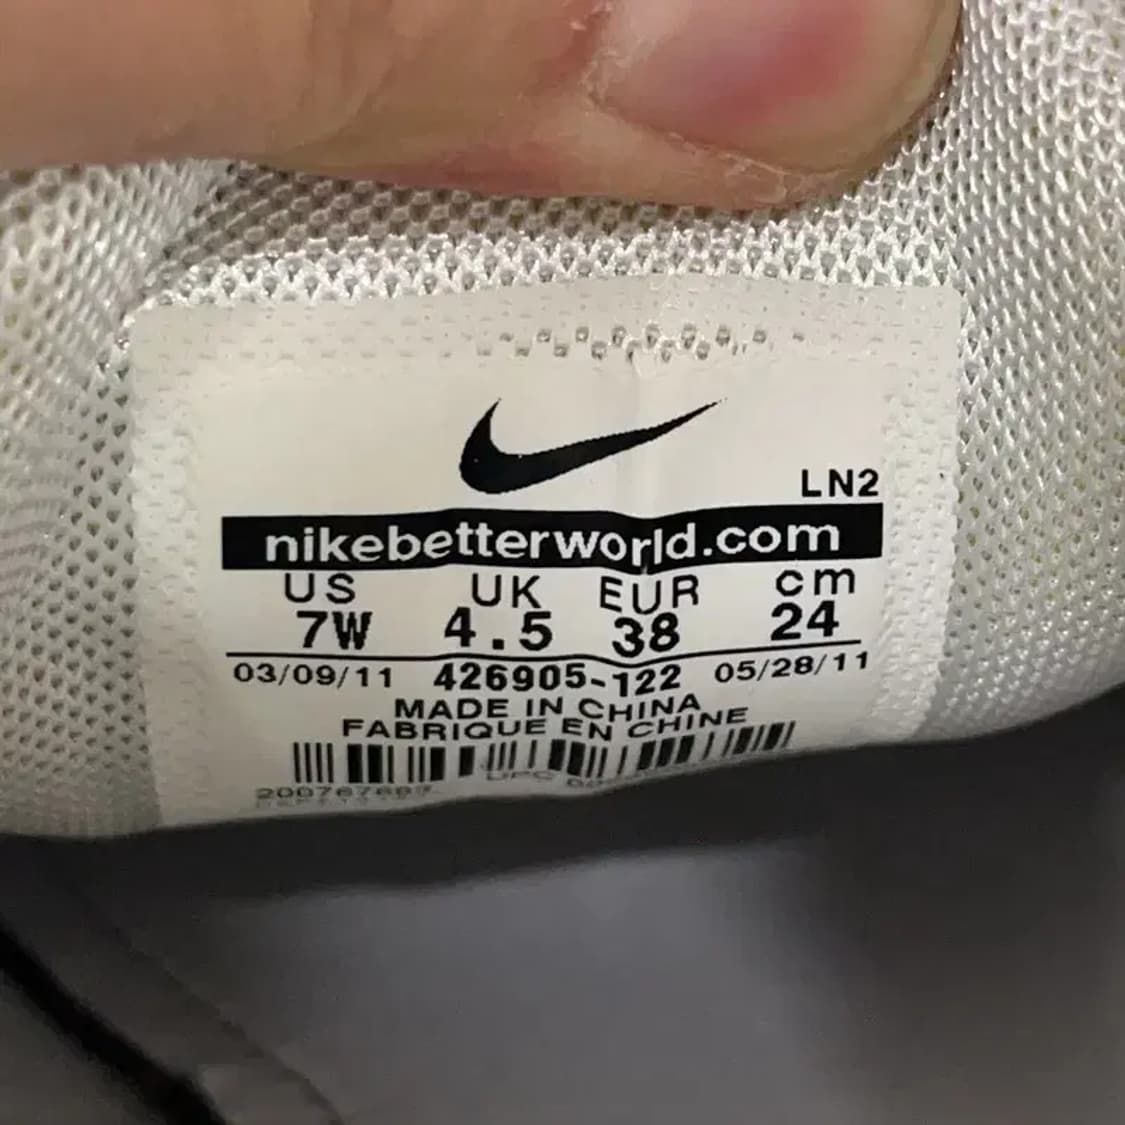 LN2
nikebetterworld.com
US UK EUR cm
7W 4.5 38 24
03/09/11 426905-122 05/28/11
MADE IN CHINA
FABRIQUE EN CHINE
UPC